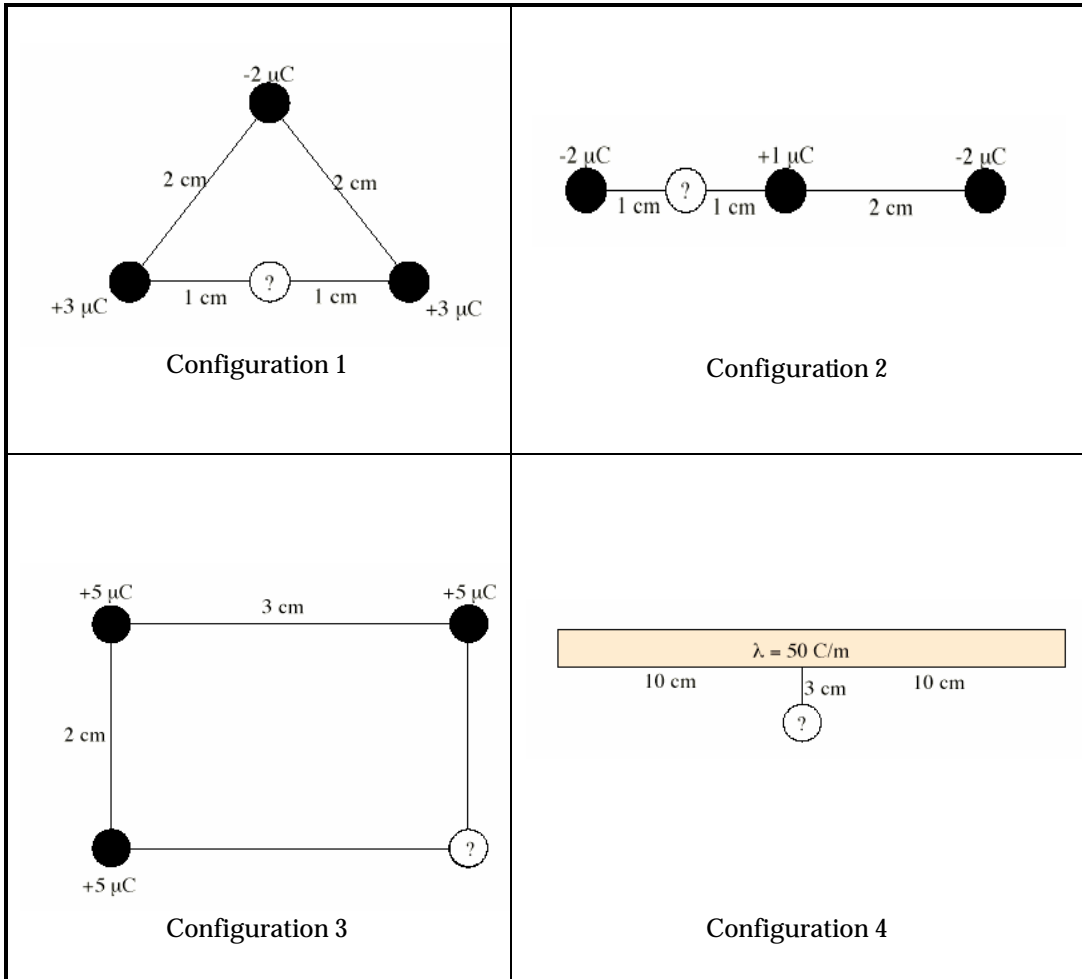 -2 μC
2 cm 2 cm
?
1 cm 1 cm
+3 μC +3 μC
Configuration 1
-2 μC +1 μC -2 μC
?
1 cm 1 cm 2 cm
Configuration 2
+5 μC +5 μC
3 cm
2 cm
?
+5 μC
Configuration 3
λ = 50 C/m
10 cm 3 cm 10 cm
?
Configuration 4